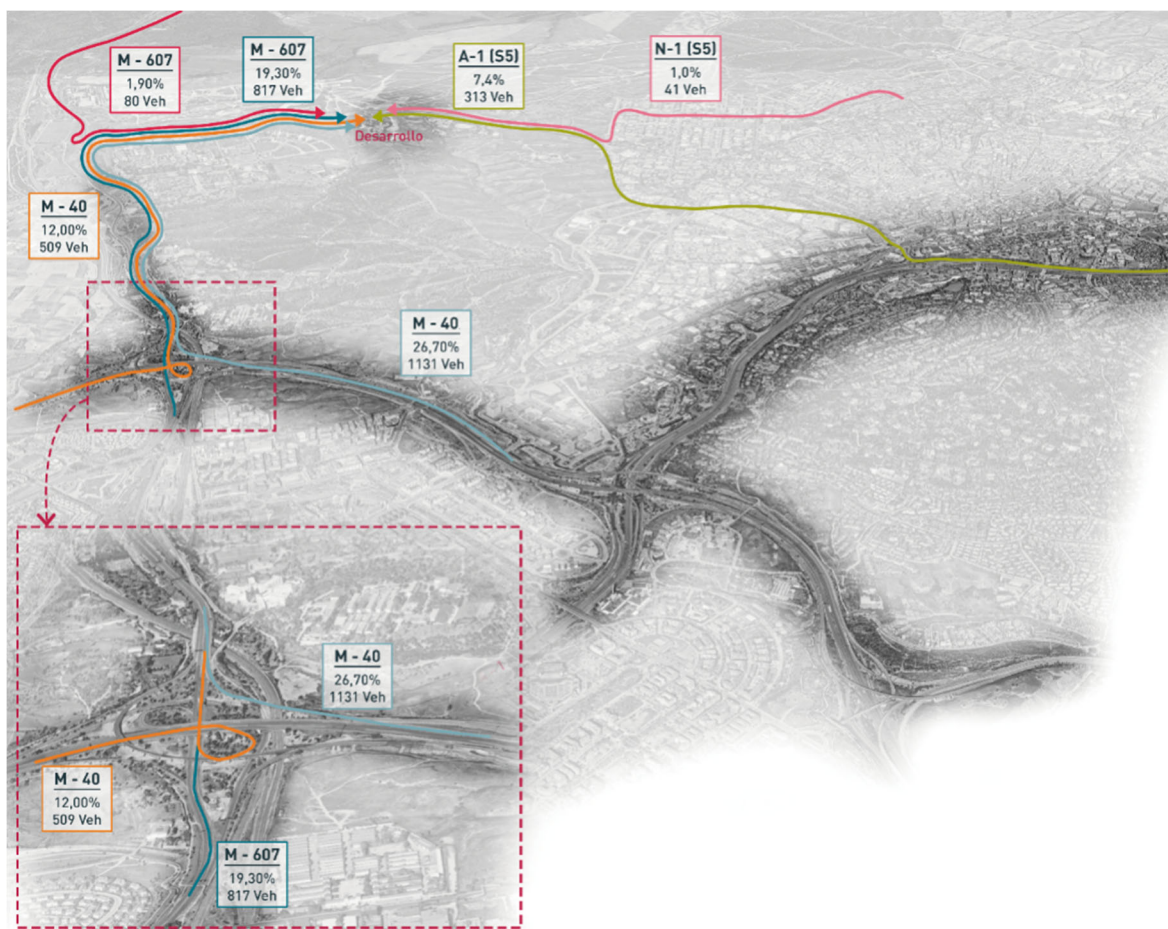 M - 607
1,90%
80 Veh
M - 607
19,30%
817 Veh
A-1 (S5)
7,4%
313 Veh
N-1 (S5)
1,0%
41 Veh
Desarrollo
M - 40
12,00%
509 Veh
M - 40
26,70%
1131 Veh
M - 40
26,70%
1131 Veh
M - 40
12,00%
509 Veh
M - 607
19,30%
817 Veh